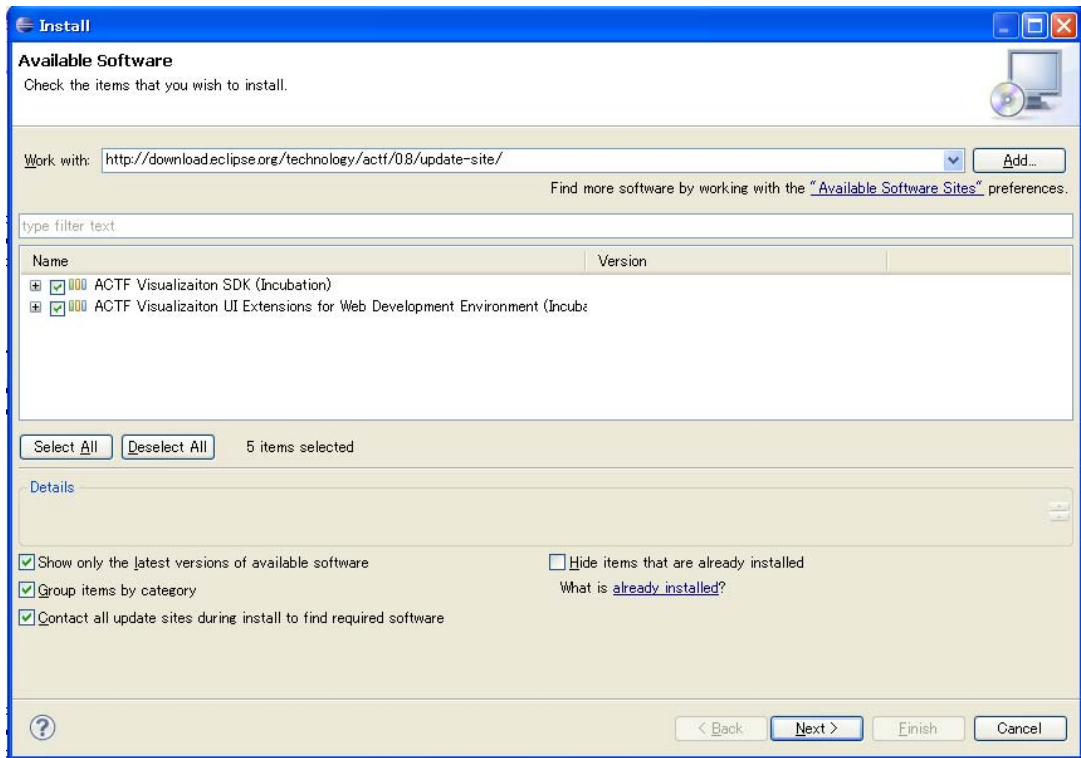 Install
Available Software
Check the items that you wish to install.
Work with: http://download.eclipse.org/technology/actf/0.8/update-site/ Add...
Find more software by working with the "Available Software Sites" preferences.
type filter text
Name Version
ACTF Visualizaiton SDK (Incubation)
ACTF Visualizaiton UI Extensions for Web Development Environment (Incuba
Select All Deselect All 5 items selected
Details
Show only the latest versions of available software Hide items that are already installed
Group items by category What is already installed?
Contact all update sites during install to find required software
? < Back Next > Finish Cancel